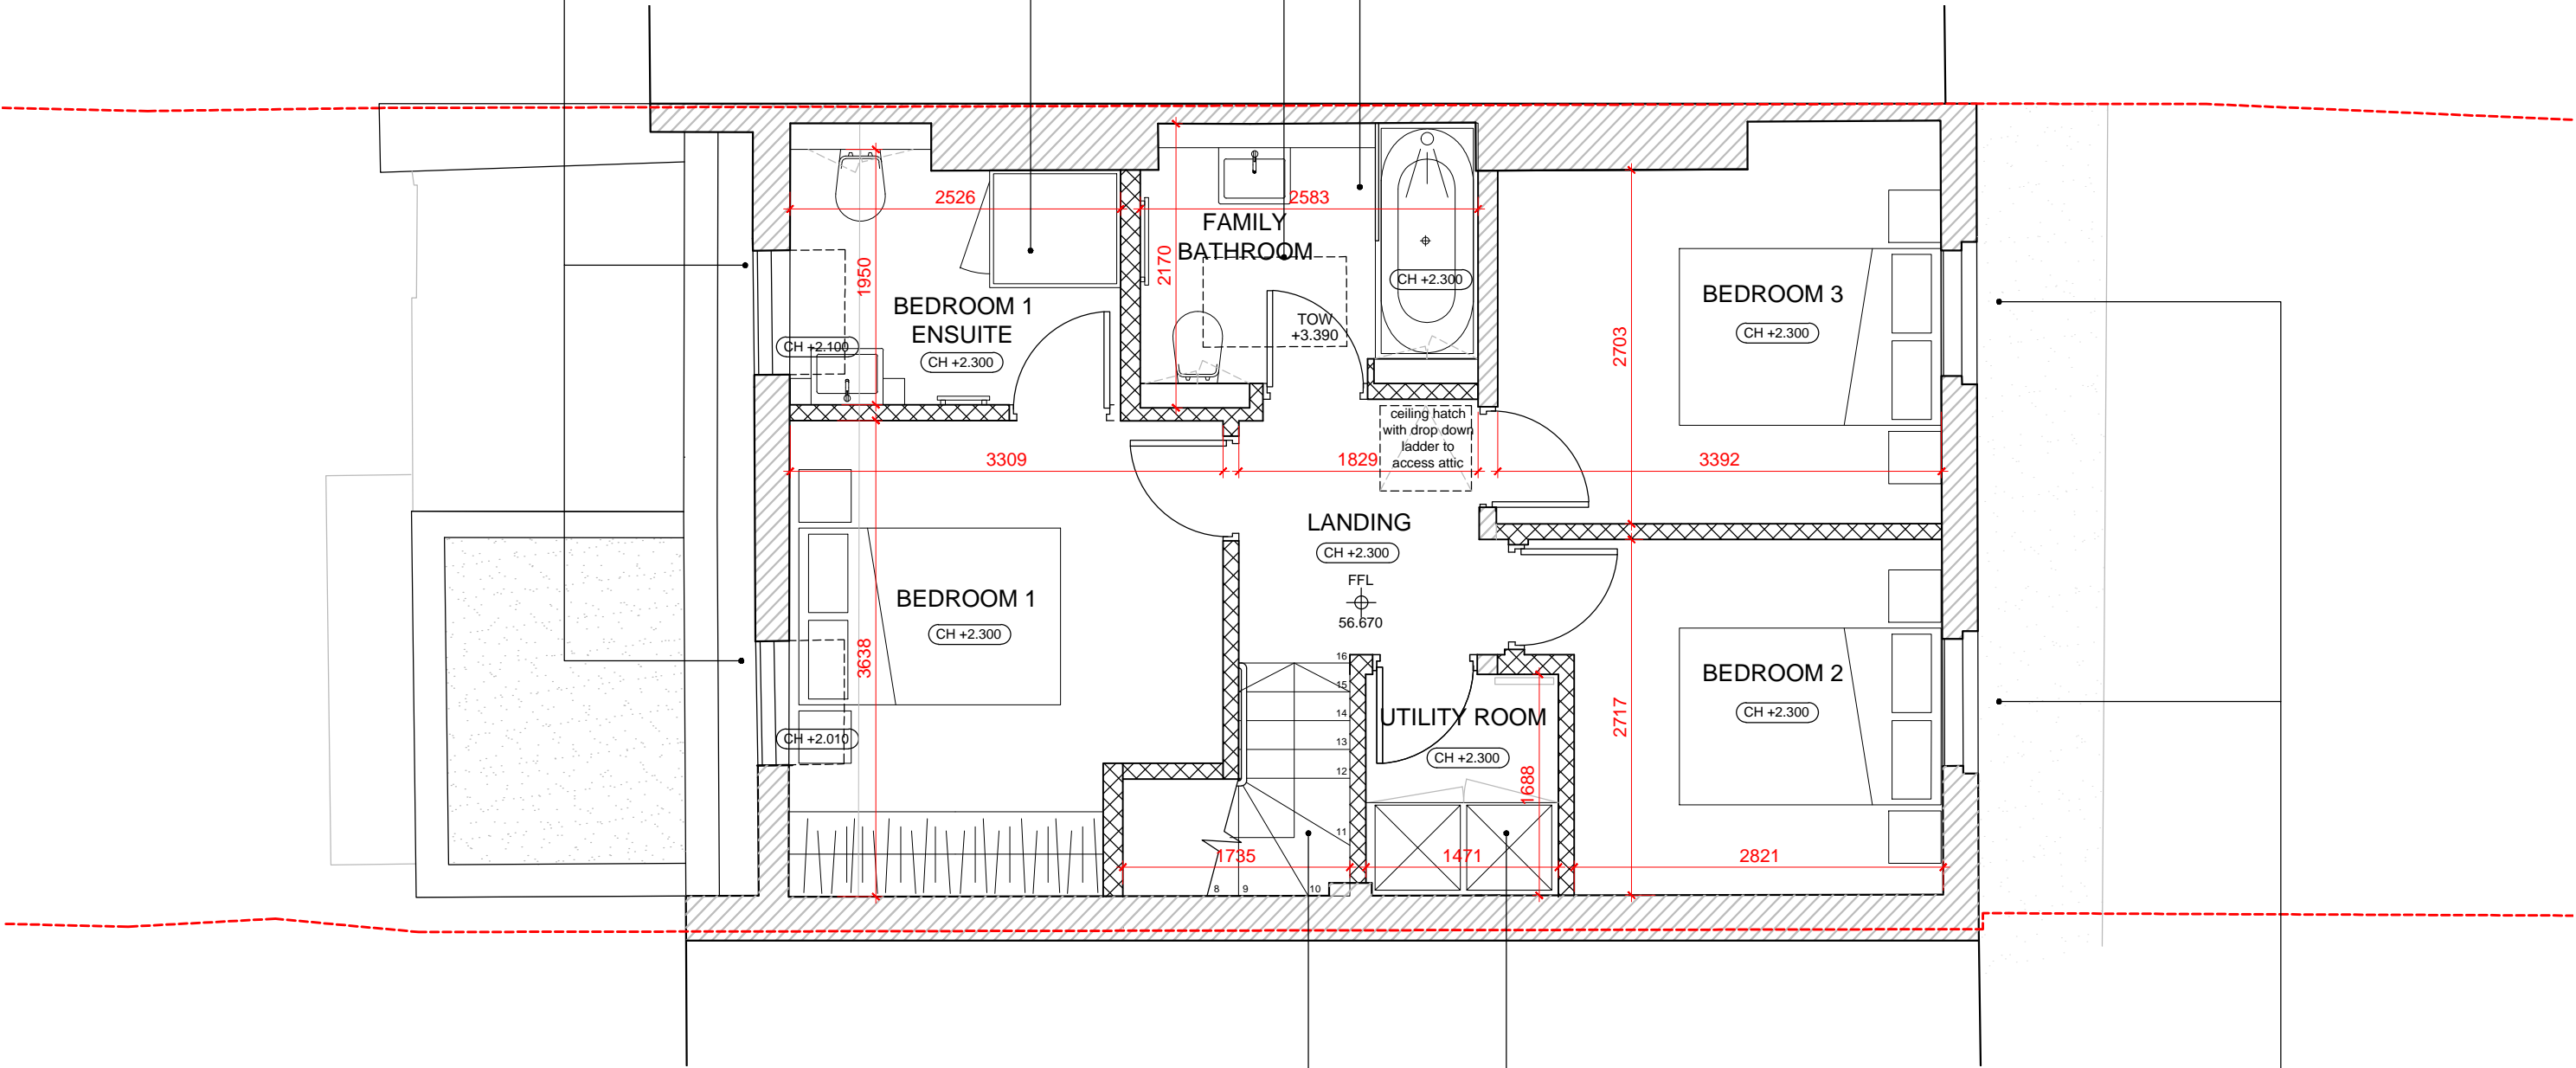 2526
2583
FAMILY
BATHROOM
1950
2170
CH +2.300
BEDROOM 1
ENSUITE
CH +2.300
CH +2.100
TOW
+3.390
BEDROOM 3
CH +2.300
2703
ceiling hatch
with drop down
ladder to
access attic
3309
1829
3392
LANDING
CH +2.300
FFL
56.670
BEDROOM 1
CH +2.300
3638
CH +2.010
16
15
14
13
12
11
10
9
8
UTILITY ROOM
CH +2.300
1688
BEDROOM 2
CH +2.300
2717
1735
1471
2821